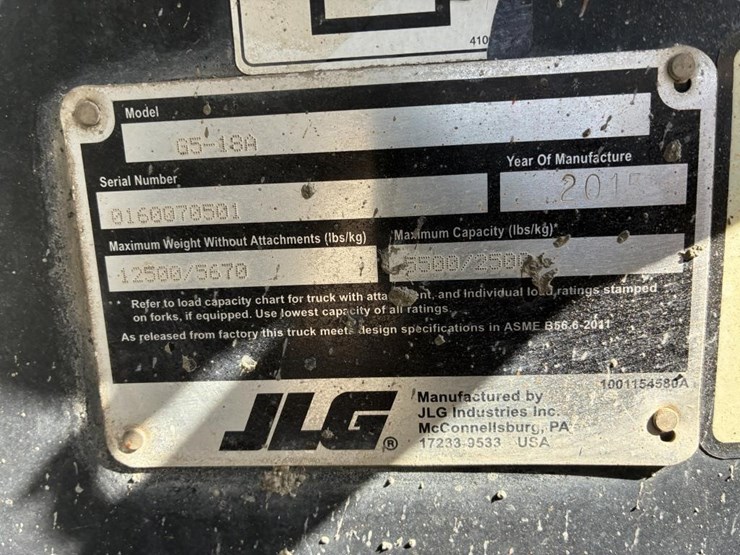 410
Model
G5-18A
Serial Number
Year Of Manufacture
0160070501
2015
Maximum Weight Without Attachments (lbs/kg)
Maximum Capacity (lbs/kg)*
12500/5670
5500/2500
** Refer to load capacity chart for truck with attachment, and individual load ratings stamped
on forks, if equipped. Use lowest capacity of all ratings
As released from factory this truck meets design specifications in ASME B56.6-2011
1001154580A
JLG®
Manufactured by
JLG Industries Inc.
McConnellsburg, PA
17233-9533 USA